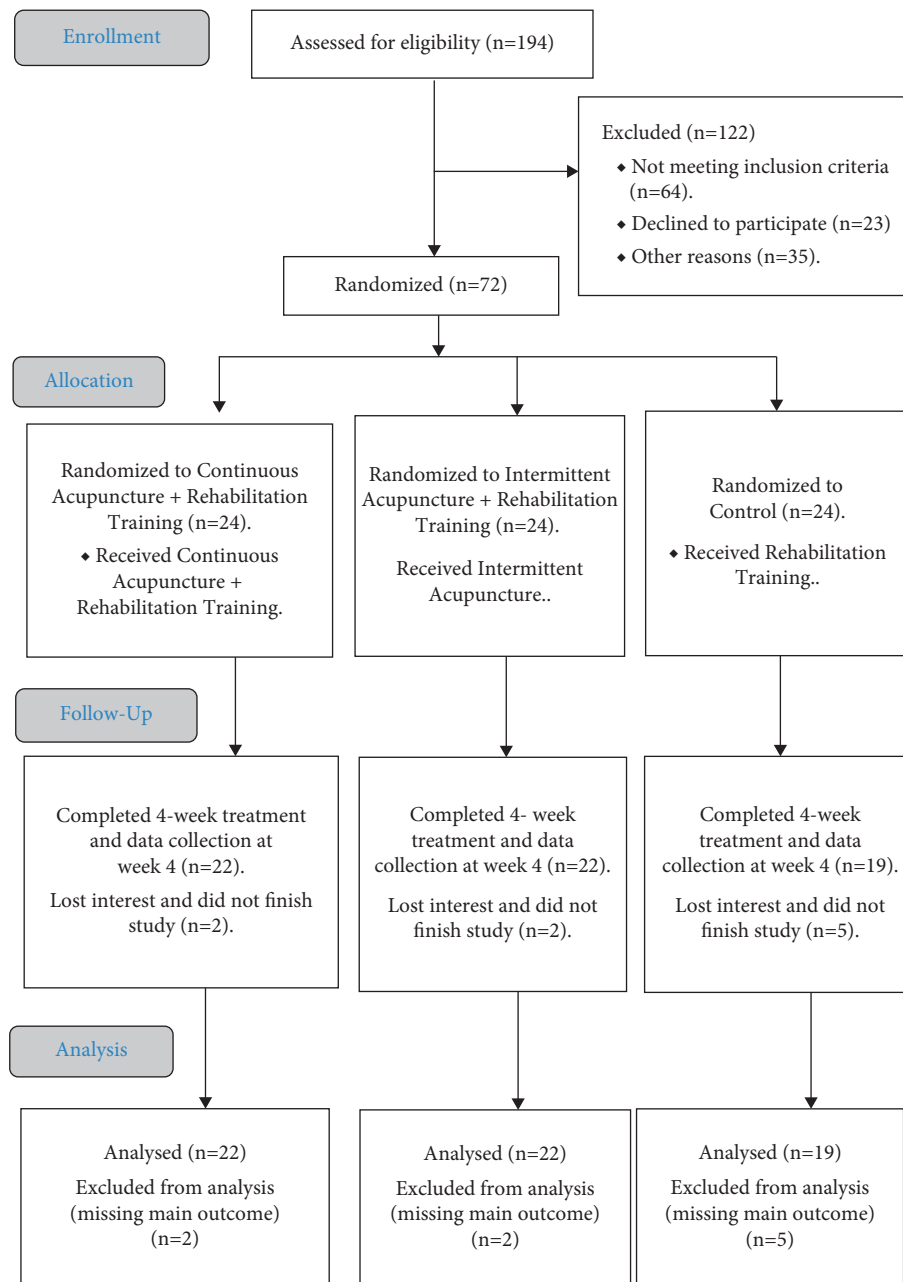 Enrollment
Assessed for eligibility (n=194)
Excluded (n=122)
◆ Not meeting inclusion criteria
(n=64).
◆ Declined to participate (n=23)
◆ Other reasons (n=35).
Randomized (n=72)
Allocation
Randomized to Continuous
Acupuncture + Rehabilitation
Training (n=24).
◆ Received Continuous
Acupuncture +
Rehabilitation Training.
Randomized to Intermittent
Acupuncture + Rehabilitation
Training (n=24).
Received Intermittent
Acupuncture..
Randomized to
Control (n=24).
◆ Received Rehabilitation
Training..
Follow-Up
Completed 4-week treatment
and data collection at
week 4 (n=22).
Lost interest and did not finish
study (n=2).
Completed 4- week
treatment and data
collection at week 4 (n=22).
Lost interest and did not
finish study (n=2).
Completed 4-week
treatment and data
collection at week 4 (n=19).
Lost interest and did not
finish study (n=5).
Analysis
Analysed (n=22)
Excluded from analysis
(missing main outcome)
(n=2)
Analysed (n=22)
Excluded from analysis
(missing main outcome)
(n=2)
Analysed (n=19)
Excluded from analysis
(missing main outcome)
(n=5)